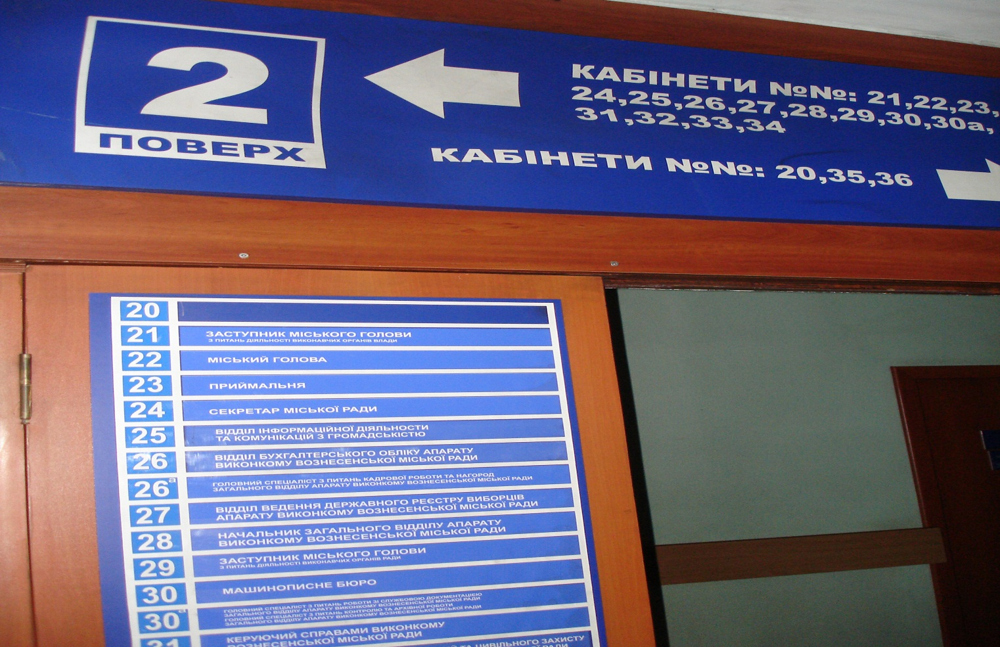 2
ПОВЕРХ
КАБІНЕТИ №№: 21,22,23,
24,25,26,27,28,29,30,30а,
31,32,33,34
КАБІНЕТИ №№: 20,35,36
20
21 ЗАСТУПНИК МІСЬКОГО ГОЛОВИ
З ПИТАНЬ ДІЯЛЬНОСТІ ВИКОНАВЧИХ ОРГАНІВ ВЛАДИ
22 МІСЬКИЙ ГОЛОВА
23 ПРИЙМАЛЬНЯ
24 СЕКРЕТАР МІСЬКОЇ РАДИ
25 ВІДДІЛ ІНФОРМАЦІЙНОЇ ДІЯЛЬНОСТИ
ТА КОМУНІКАЦІЙ З ГРОМАДСЬКІСТЮ
26 ВІДДІЛ БУХГАЛТЕРСЬКОГО ОБЛІКУ АПАРАТУ
ВИКОНКОМУ ВОЗНЕСЕНСЬКОЇ МІСЬКОЇ РАДИ
26а ГОЛОВНИЙ СПЕЦІАЛІСТ З ПИТАНЬ КАДРОВОЇ РОБОТИ ТА НАГОРОД
ЗАГАЛЬНОГО ВІДДІЛУ АПАРАТУ ВИКОНКОМУ ВОЗНЕСЕНСЬКОЇ МІСЬКОЇ РАДИ
27 ВІДДІЛ ВЕДЕННЯ ДЕРЖАВНОГО РЕЄСТРУ ВИБОРЦІВ
АПАРАТУ ВИКОНКОМУ ВОЗНЕСЕНСЬКОЇ МІСЬКОЇ РАДИ
28 НАЧАЛЬНИК ЗАГАЛЬНОГО ВІДДІЛУ АПАРАТУ
ВИКОНКОМУ ВОЗНЕСЕНСЬКОЇ МІСЬКОЇ РАДИ
29 ЗАСТУПНИК МІСЬКОГО ГОЛОВИ
З ПИТАНЬ ДІЯЛЬНОСТІ ВИКОНАВЧИХ ОРГАНІВ РАДИ
30 МАШИНОПИСНЕ БЮРО
30а ГОЛОВНИЙ СПЕЦІАЛІСТ З ПИТАНЬ РОБОТИ ЗІ СЛУЖБОВОЮ ДОКУМЕНТАЦІЄЮ
ЗАГАЛЬНОГО ВІДДІЛУ АПАРАТУ ВИКОНКОМУ ВОЗНЕСЕНСЬКОЇ МІСЬКОЇ РАДИ
ГОЛОВНИЙ СПЕЦІАЛІСТ З ПИТАНЬ КОНТРОЛЮ ТА АРХІВНОЇ РОБОТИ
ЗАГАЛЬНОГО ВІДДІЛУ АПАРАТУ ВИКОНКОМУ ВОЗНЕСЕНСЬКОЇ МІСЬКОЇ РАДИ
31 КЕРУЮЧИЙ СПРАВАМИ ВИКОНКОМУ
ВОЗНЕСЕНСЬКОЇ МІСЬКОЇ РАДИ
ТА ЦИВІЛЬНОГО ЗАХИСТУ
РАДИ